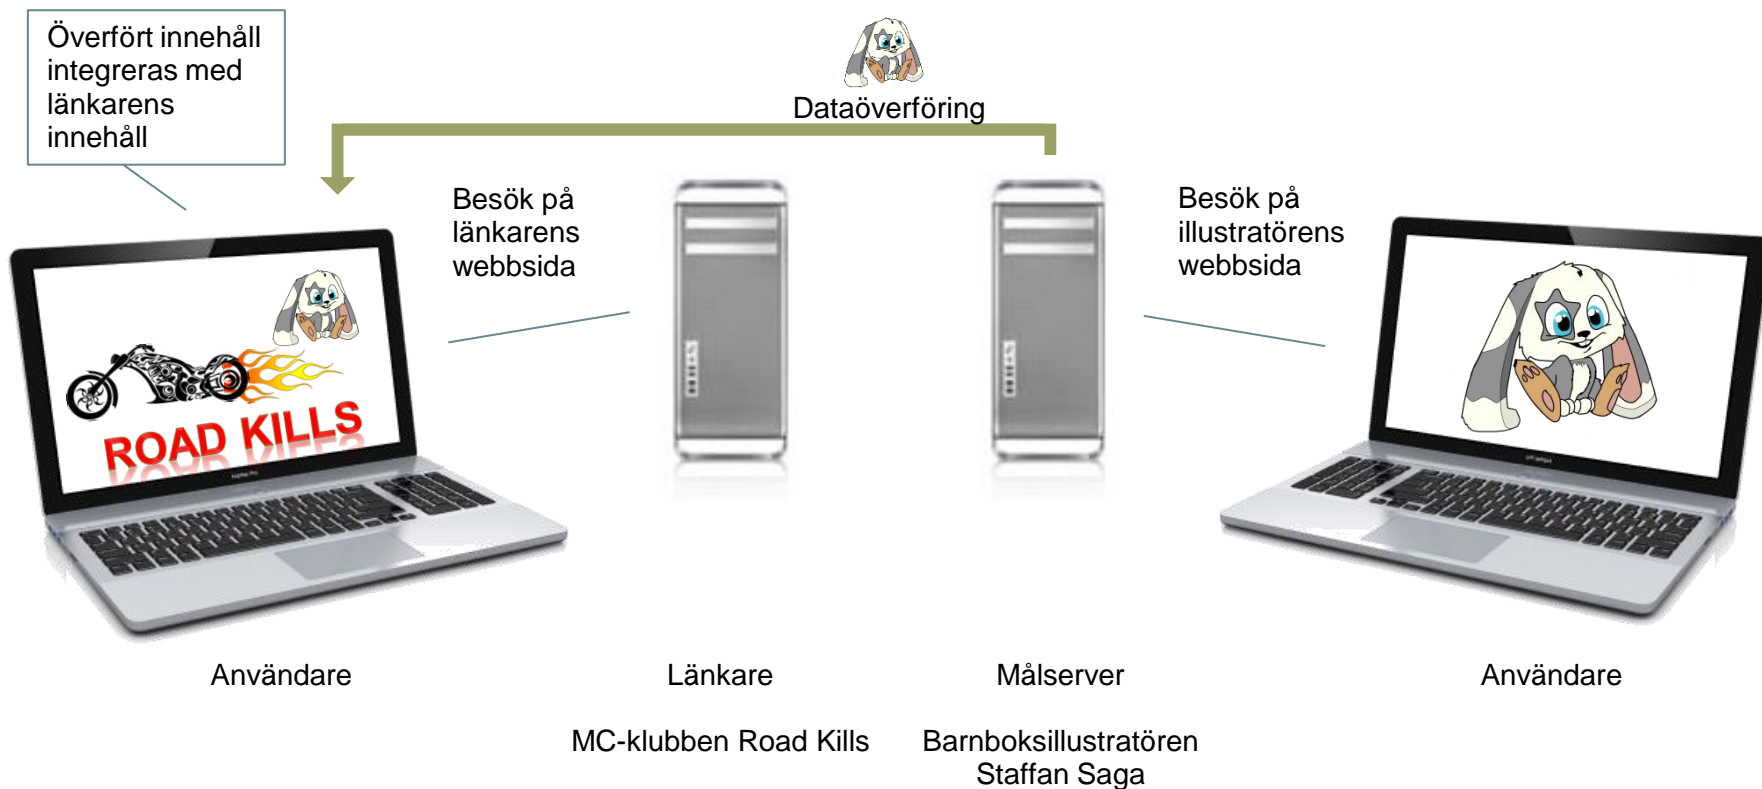 Överfört innehåll
integreras med
länkarens
innehåll
Dataöverföring
Besök på
länkarens
webbsida
Besök på
illustratörens
webbsida
ROAD KILLS
Användare
Länkare
Målserver
Användare
MC-klubben Road Kills
Barnboksillustratören
Staffan Saga